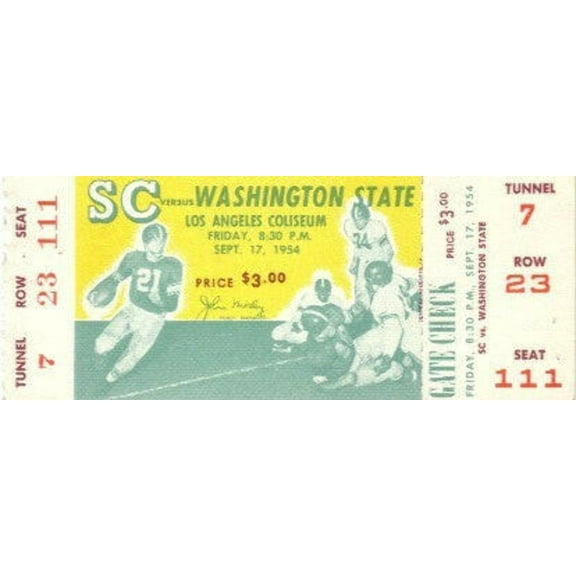 TUNNEL ROW SEAT
7 23 111
SC VERSUS WASHINGTON STATE
LOS ANGELES COLISEUM
FRIDAY, 8:30 P.M.
SEPT. 17, 1954
PRICE $3.00
21
34
PRICE $3.00
GATE CHECK
FRIDAY, 8:30 P.M., SEPT. 17, 1954
SC vs. WASHINGTON STATE
TUNNEL
7
ROW
23
SEAT
111